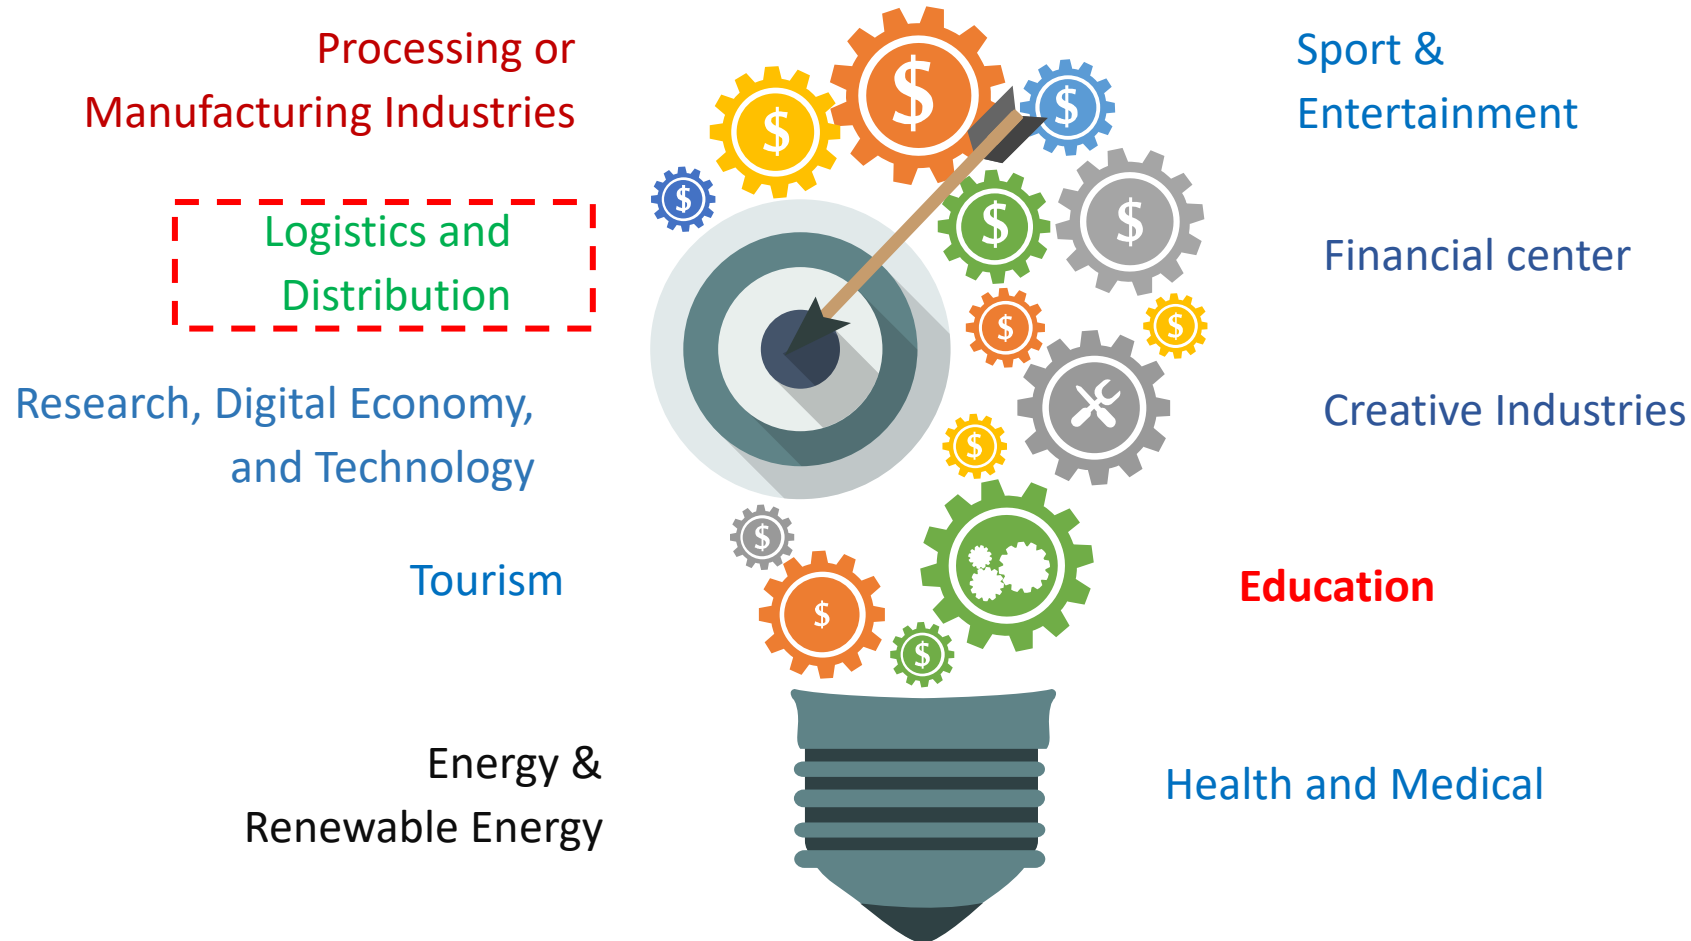 Processing or
Manufacturing Industries
Logistics and
Distribution
Research, Digital Economy,
and Technology
Tourism
Energy &
Renewable Energy
$
$
$
$
$
$
$
$
$
$
$
$
Sport &
Entertainment
Financial center
Creative Industries
Education
Health and Medical